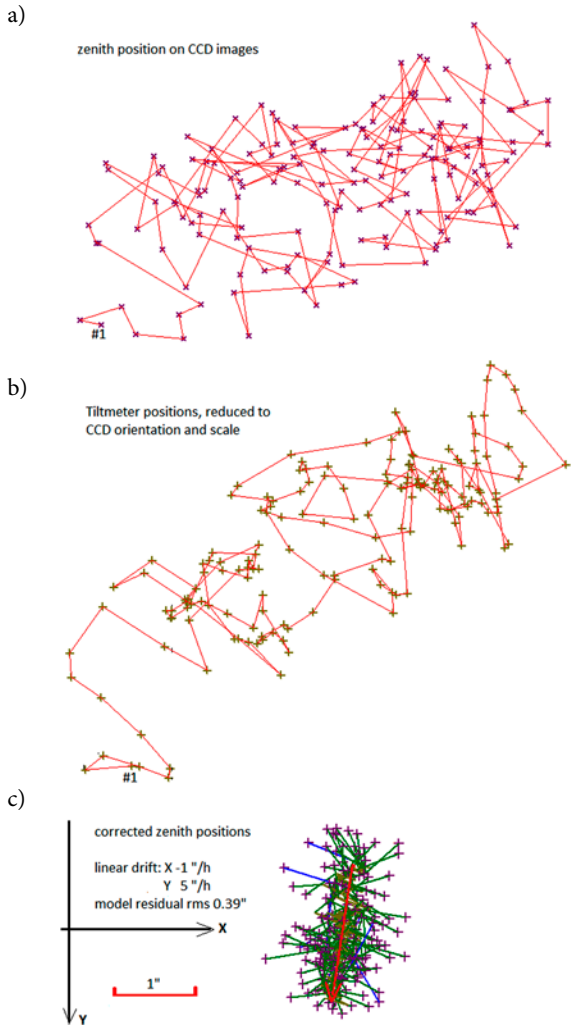 a)
zenith position on CCD images
#1
b)
Tiltmeter positions, reduced to
CCD orientation and scale
#1
c)
corrected zenith positions
linear drift: X -1 "/h
Y 5 "/h
model residual rms 0.39"
X
1"
Y